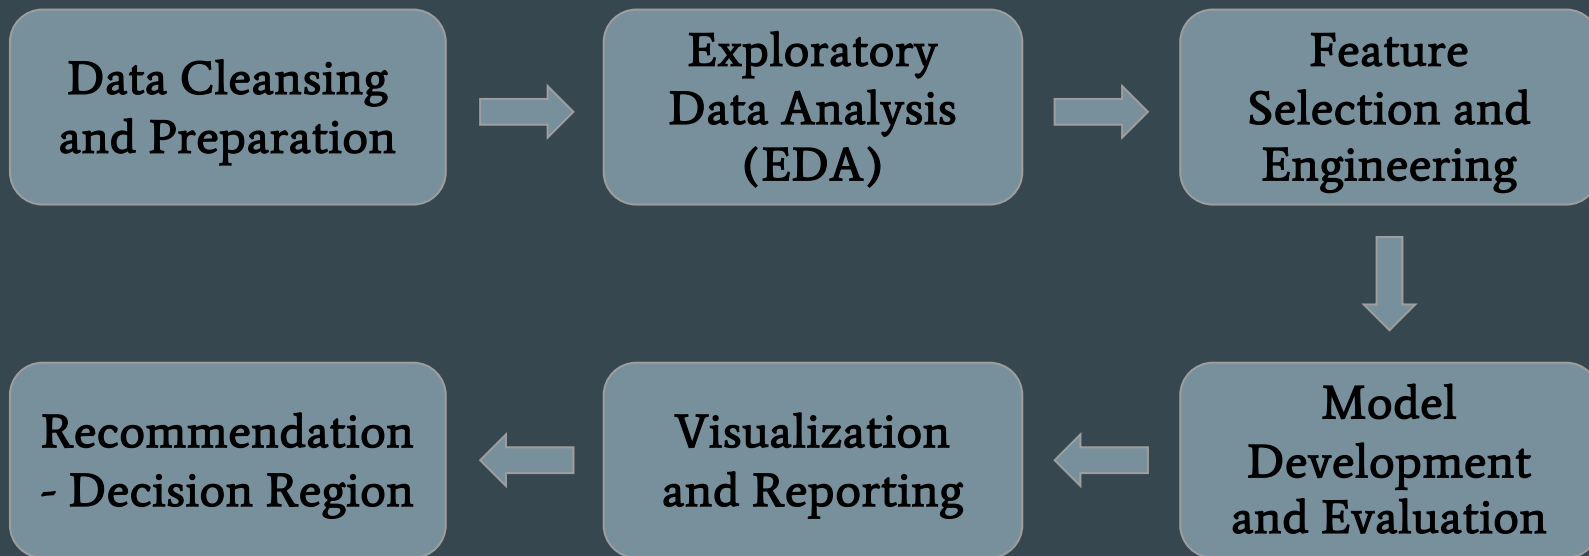 Data Cleansing
and Preparation
Exploratory
Data Analysis
(EDA)
Feature
Selection and
Engineering
Model
Development
and Evaluation
Visualization
and Reporting
Recommendation
- Decision Region